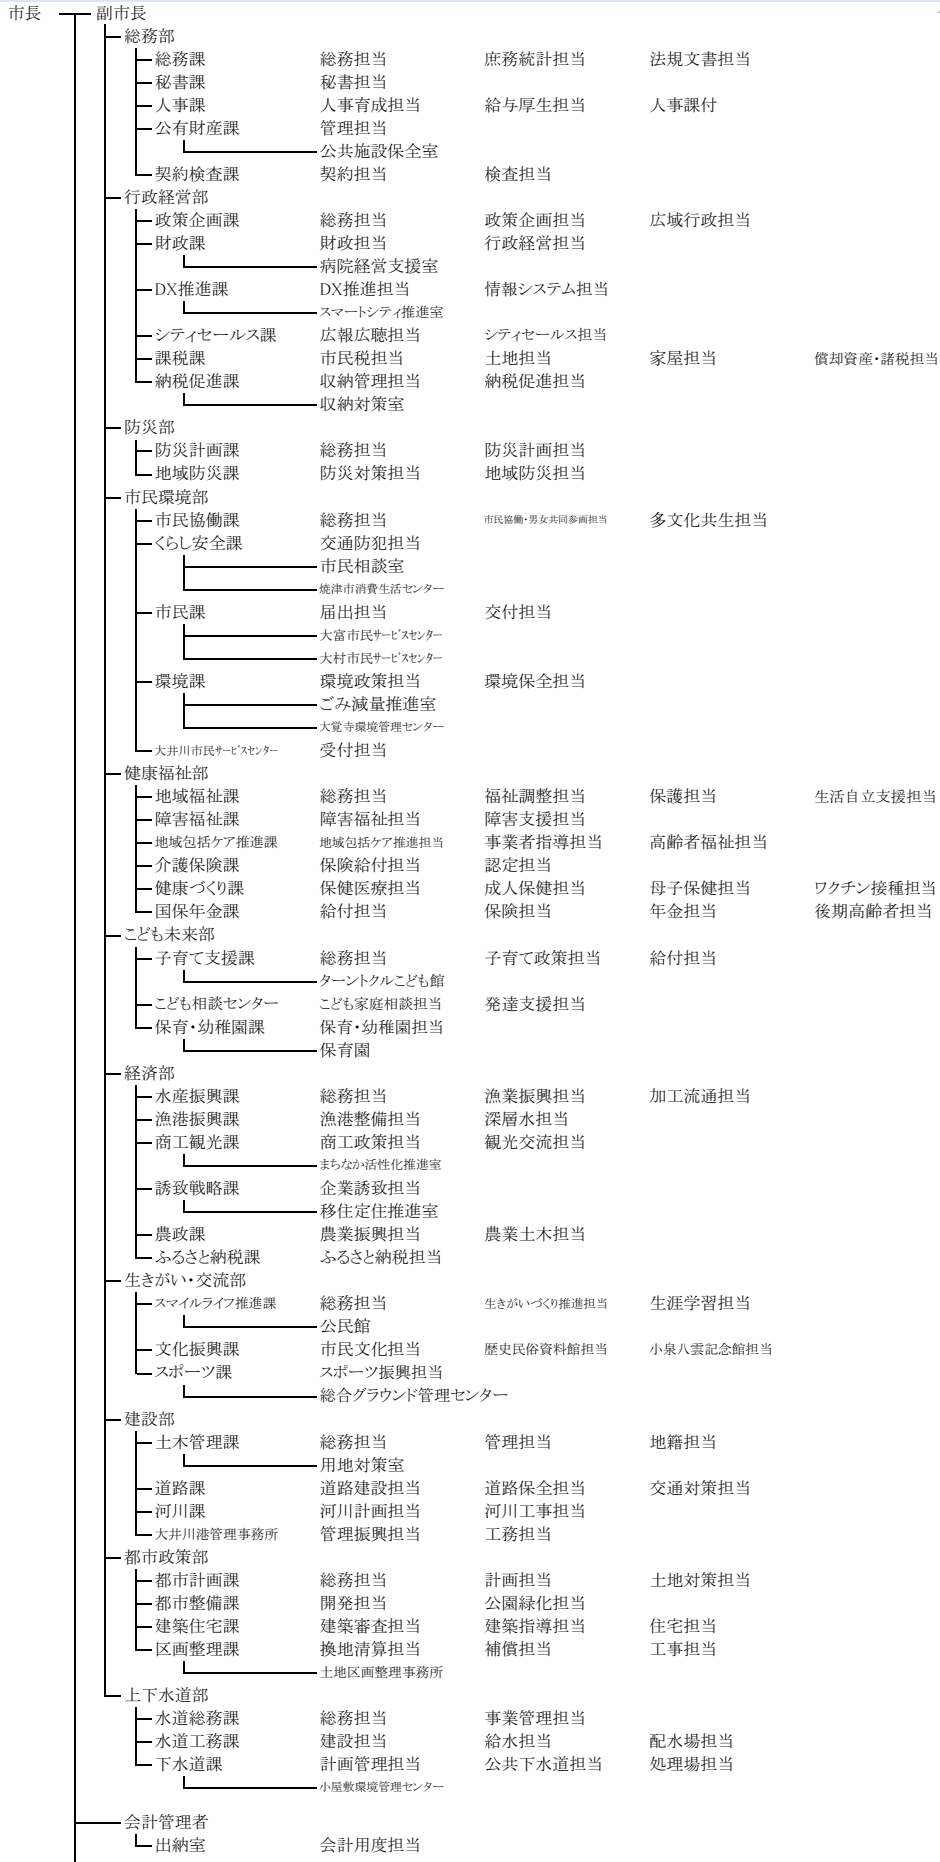 市長 副市長
総務部
総務課 総務担当 庶務統計担当 法規文書担当
秘書課 秘書担当
人事課 人事育成担当 給与厚生担当 人事課付
公有財産課 管理担当
公共施設保全室
契約検査課 契約担当 検査担当
行政経営部
政策企画課 総務担当 政策企画担当 広域行政担当
財政課 財政担当 行政経営担当
病院経営支援室
DX推進課 DX推進担当 情報システム担当
スマートシティ推進室
シティセールス課 広報広聴担当 シティセールス担当
課税課 市民税担当 土地担当 家屋担当 償却資産・諸税担当
納税促進課 収納管理担当 納税促進担当
収納対策室
防災部
防災計画課 総務担当 防災計画担当
地域防災課 防災対策担当 地域防災担当
市民環境部
市民協働課 総務担当 市民協働・男女共同参画担当 多文化共生担当
くらし安全課 交通防犯担当
市民相談室
焼津市消費生活センター
市民課 届出担当 交付担当
大富市民サービスセンター
大村市民サービスセンター
環境課 環境政策担当 環境保全担当
ごみ減量推進室
大覚寺環境管理センター
大井川市民サービスセンター 受付担当
健康福祉部
地域福祉課 総務担当 福祉調整担当 保護担当 生活自立支援担当
障害福祉課 障害福祉担当 障害支援担当
地域包括ケア推進課 地域包括ケア推進担当 事業者指導担当 高齢者福祉担当
介護保険課 保険給付担当 認定担当
健康づくり課 保健医療担当 成人保健担当 母子保健担当 ワクチン接種担当
国保年金課 給付担当 保険担当 年金担当 後期高齢者担当
こども未来部
子育て支援課 総務担当 子育て政策担当 給付担当
ターントクルこども館
こども相談センター こども家庭相談担当 発達支援担当
保育・幼稚園課 保育・幼稚園担当
保育園
経済部
水産振興課 総務担当 漁業振興担当 加工流通担当
漁港振興課 漁港整備担当 深層水担当
商工観光課 商工政策担当 観光交流担当
まちなか活性化推進室
誘致戦略課 企業誘致担当
移住定住推進室
農政課 農業振興担当 農業土木担当
ふるさと納税課 ふるさと納税担当
生きがい・交流部
スマイルライフ推進課 総務担当 生きがいづくり推進担当 生涯学習担当
公民館
文化振興課 市民文化担当 歴史民俗資料館担当 小泉八雲記念館担当
スポーツ課 スポーツ振興担当
総合グラウンド管理センター
建設部
土木管理課 総務担当 管理担当 地籍担当
用地対策室
道路課 道路建設担当 道路保全担当 交通対策担当
河川課 河川計画担当 河川工事担当
大井川港管理事務所 管理振興担当 工務担当
都市政策部
都市計画課 総務担当 計画担当 土地対策担当
都市整備課 開発担当 公園緑化担当
建築住宅課 建築審査担当 建築指導担当 住宅担当
区画整理課 換地清算担当 補償担当 工事担当
土地区画整理事務所
上下水道部
水道総務課 総務担当 事業管理担当
水道工務課 建設担当 給水担当 配水場担当
下水道課 計画管理担当 公共下水道担当 処理場担当
小屋敷環境管理センター
会計管理者
出納室 会計用度担当